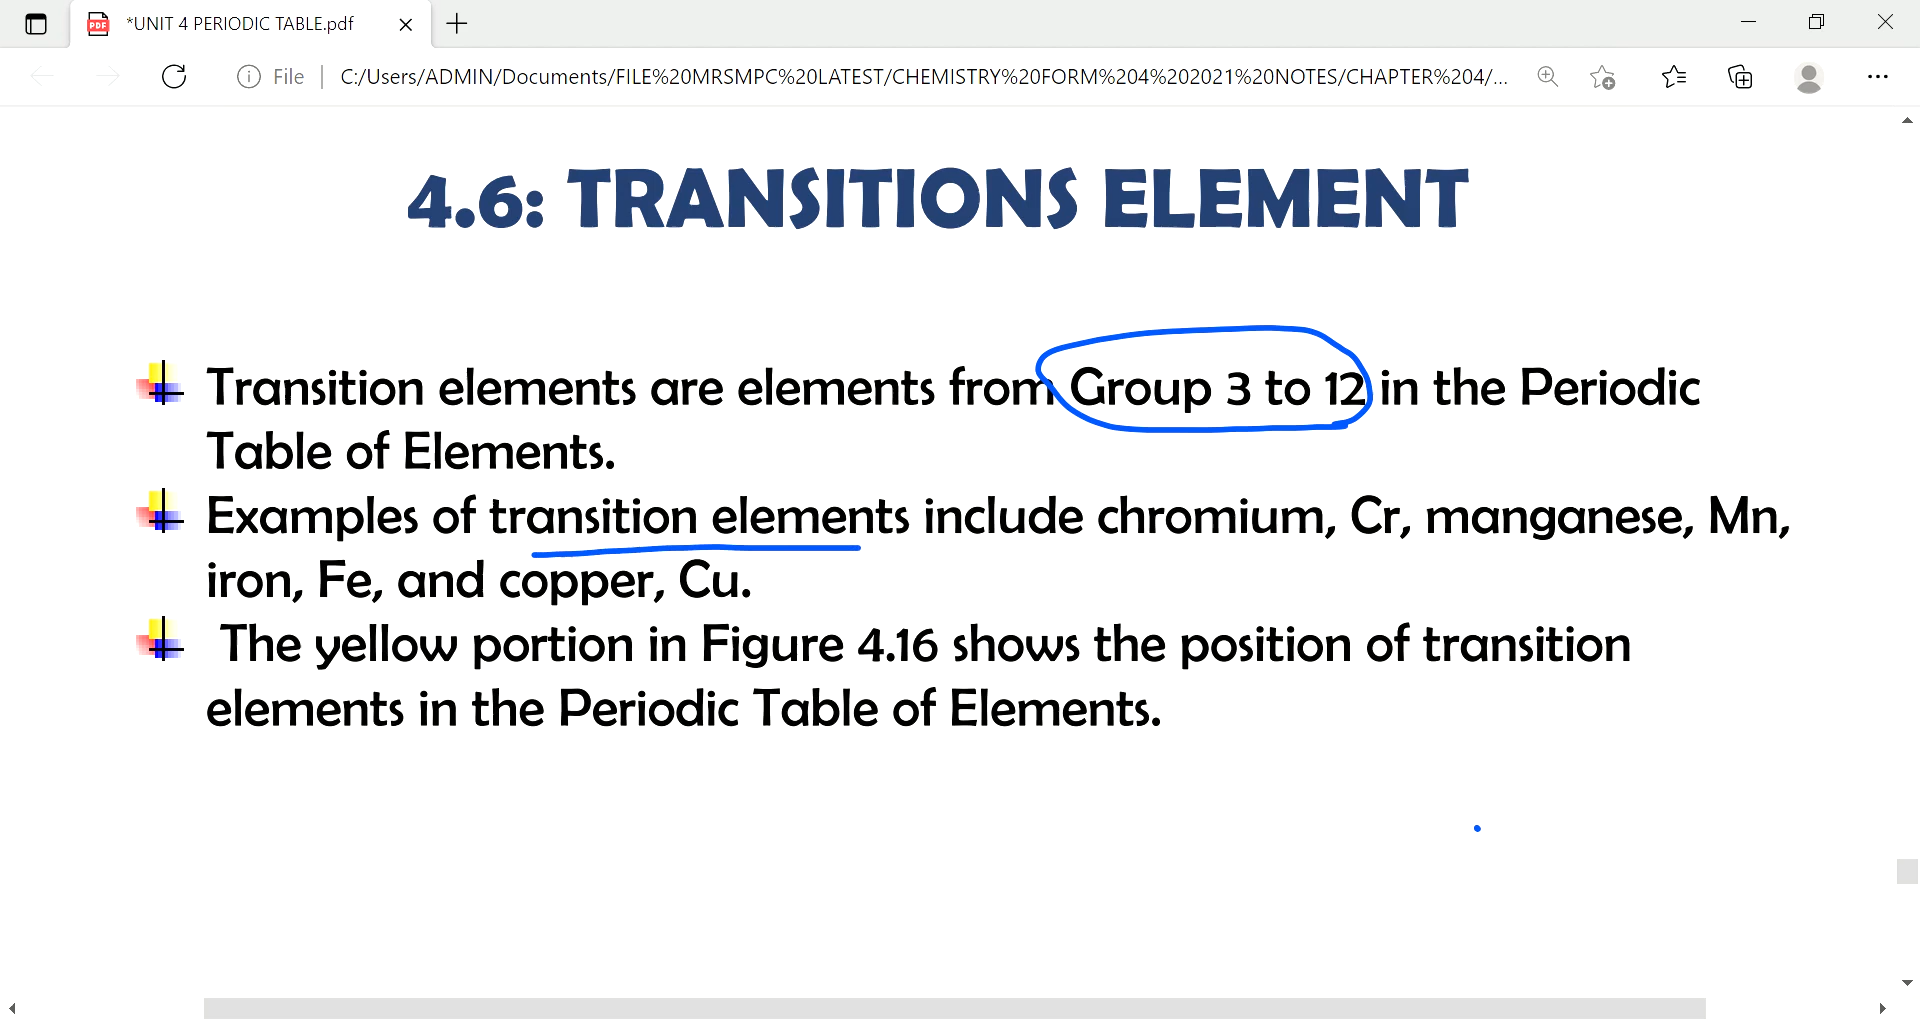 *UNIT 4 PERIODIC TABLE.pdf
File
C:/Users/ADMIN/Documents/FILE%20MRSMPC%20LATEST/CHEMISTRY%20FORM%204%202021%20NOTES/CHAPTER%204/...
4.6: TRANSITIONS ELEMENT
Transition elements are elements from Group 3 to 12 in the Periodic
Table of Elements.
Examples of transition elements include chromium, Cr, manganese, Mn,
iron, Fe, and copper, Cu.
The yellow portion in Figure 4.16 shows the position of transition
elements in the Periodic Table of Elements.